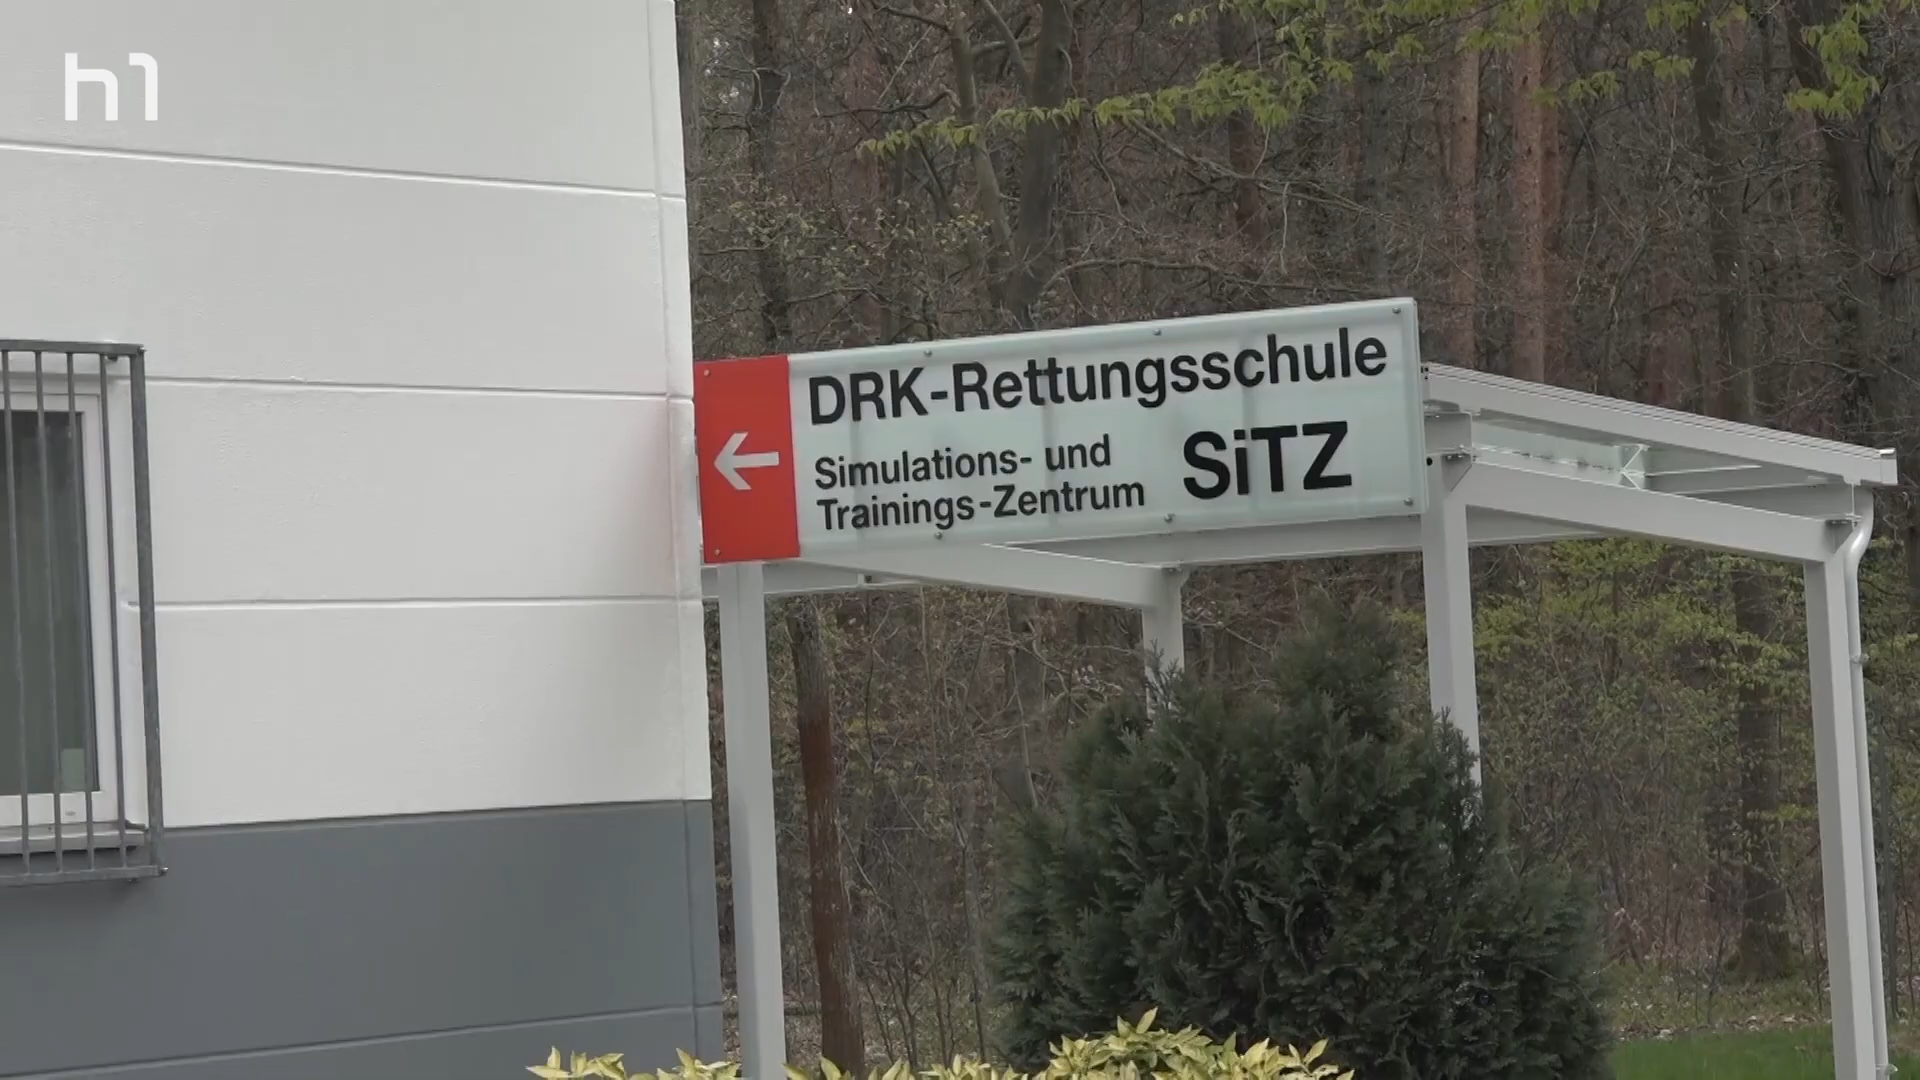 h1
DRK-Rettungsschule
Simulations- und
Trainings-Zentrum
SiTZ